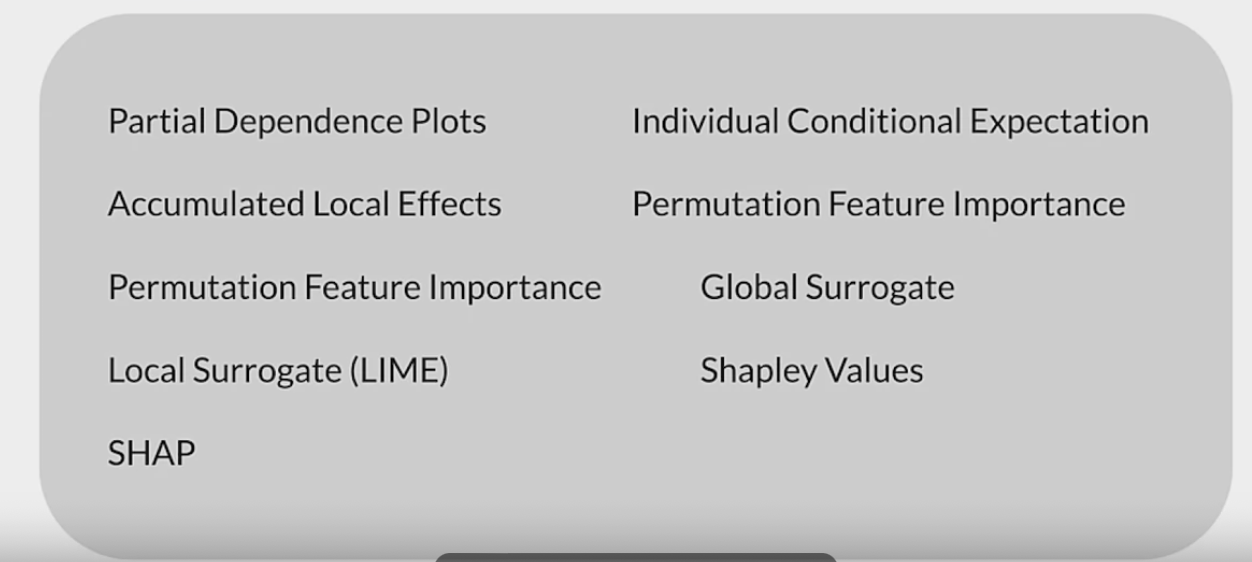 Partial Dependence Plots Individual Conditional Expectation
Accumulated Local Effects Permutation Feature Importance
Permutation Feature Importance Global Surrogate
Local Surrogate (LIME) Shapley Values
SHAP